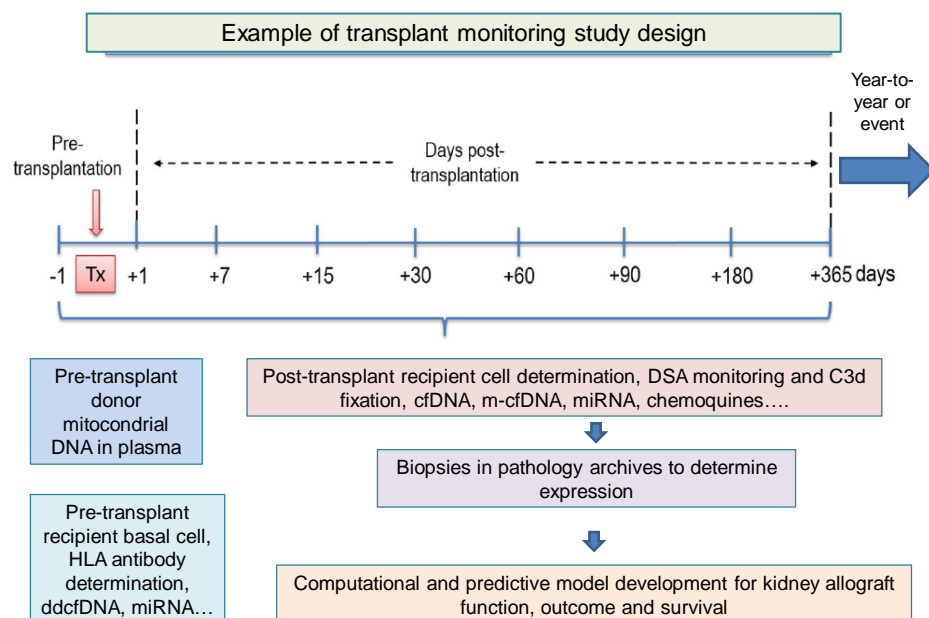 Example of transplant monitoring study design
Year-to-
year or
event
Pre-
transplantation
Days post-
transplantation
-1
Tx
+1
+7
+15
+30
+60
+90
+180
+365 days
Pre-transplant
donor
mitocondrial
DNA in plasma
Post-transplant recipient cell determination, DSA monitoring and C3d
fixation, cfDNA, m-cfDNA, miRNA, chemoquines….
Biopsies in pathology archives to determine
expression
Pre-transplant
recipient basal cell,
HLA antibody
determination,
ddcfDNA, miRNA…
Computational and predictive model development for kidney allograft
function, outcome and survival